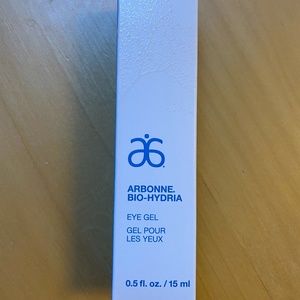 ARBONNE.
BIO-HYDRIA
EYE GEL
GEL POUR
LES YEUX
0.5 fl. oz. / 15 ml